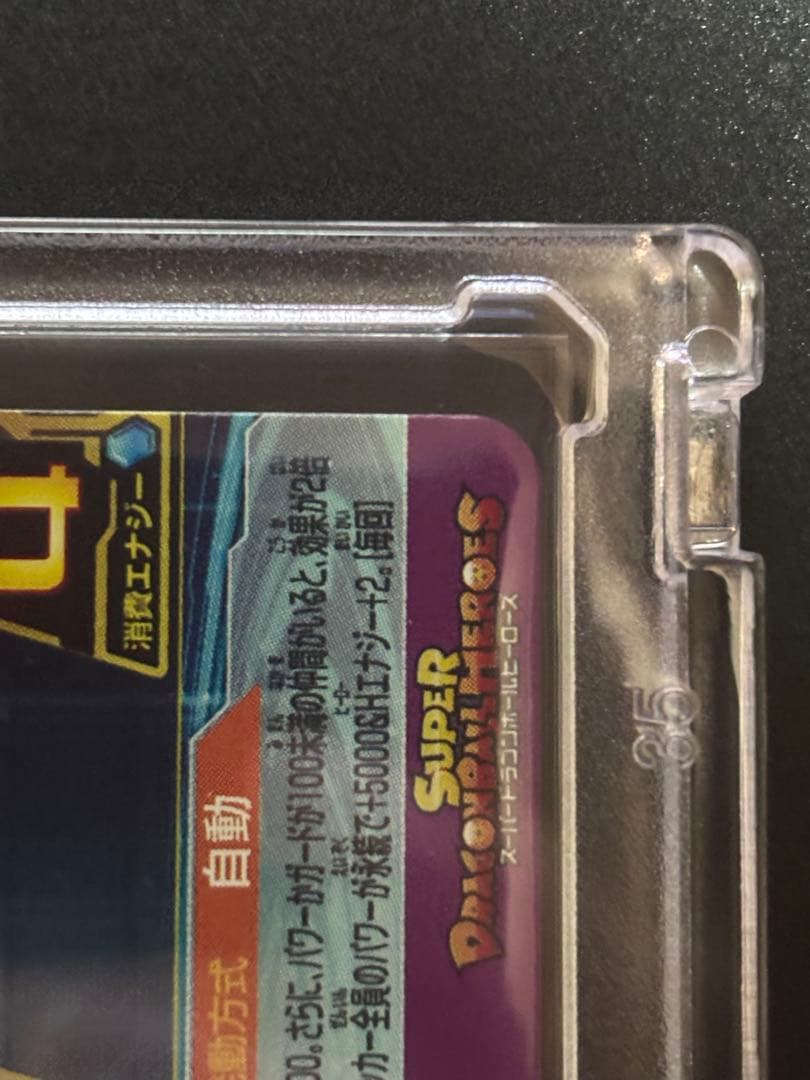 4
消費エナジー
発動方式
自動
00。さらに、パワーかガードが100未満の仲間がいると、効果が2倍
ッカー全員のパワーが永続で+5000&Hエナジー+2。[毎回]
SUPER
DRAGONBALL HEROES
スーパードラゴンボールヒーローズ
35